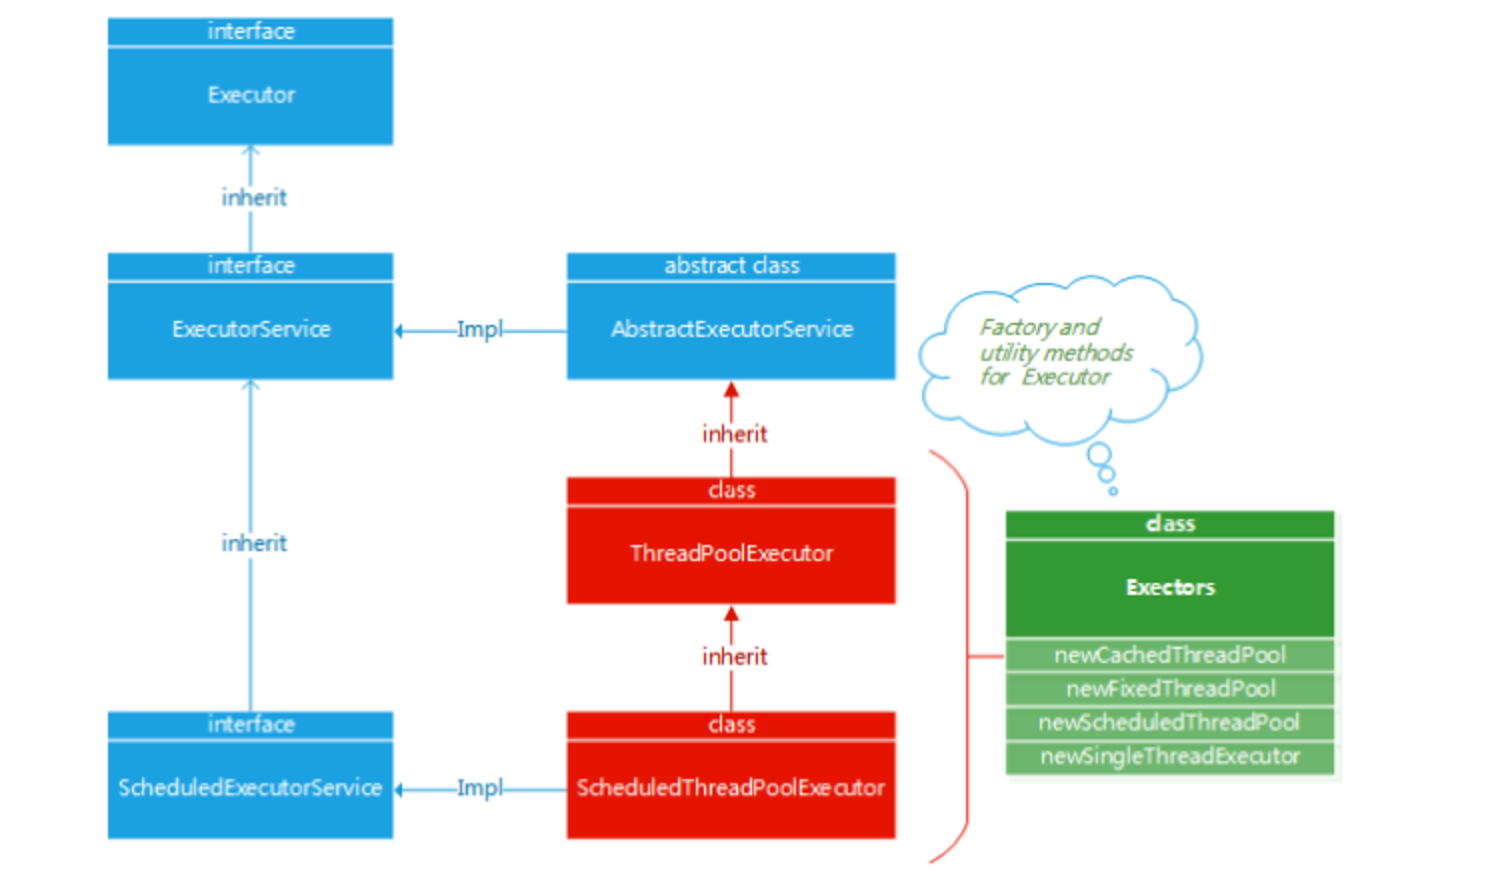 interface
Executor
inherit
interface
ExecutorService
Impl
abstract class
AbstractExecutorService
Factory and
utility methods
for Executor
inherit
class
ThreadPoolExecutor
inherit
inherit
class
Exectors
newCachedThreadPool
newFixedThreadPool
newScheduledThreadPool
newSingleThreadExecutor
interface
ScheduledExecutorService
Impl
class
ScheduledThreadPoolExecutor